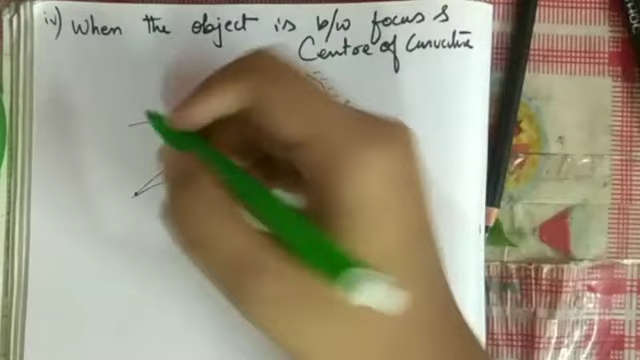 iv) When the object is b/w focus &
Centre of Curvature